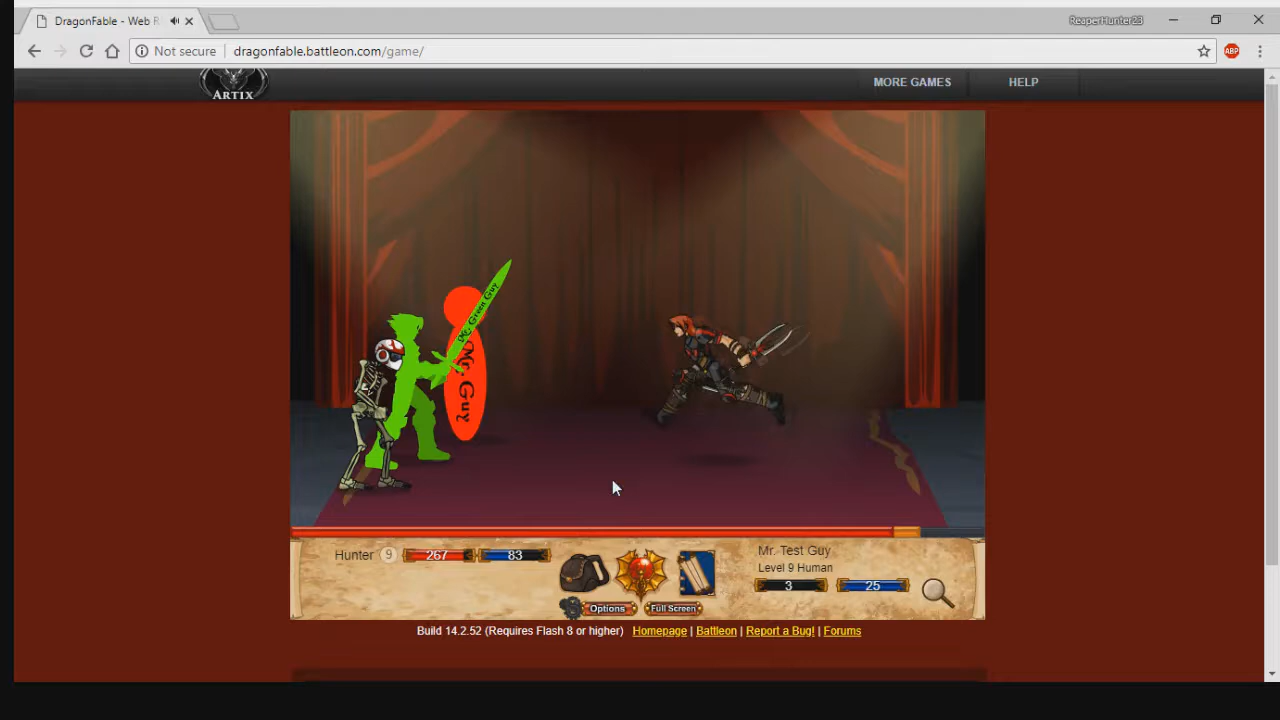 DragonFable - Web R
ReaperHunter23
Not secure
dragonfable.battleon.com/game/
ABP
ARTIX
MORE GAMES
HELP
Mr. Green Guy
Mr. Guy
Hunter 9 267 83
Mr. Test Guy
Level 9 Human
3 25
Options Full Screen
Build 14.2.52 (Requires Flash 8 or higher) Homepage | Battleon | Report a Bug! | Forums